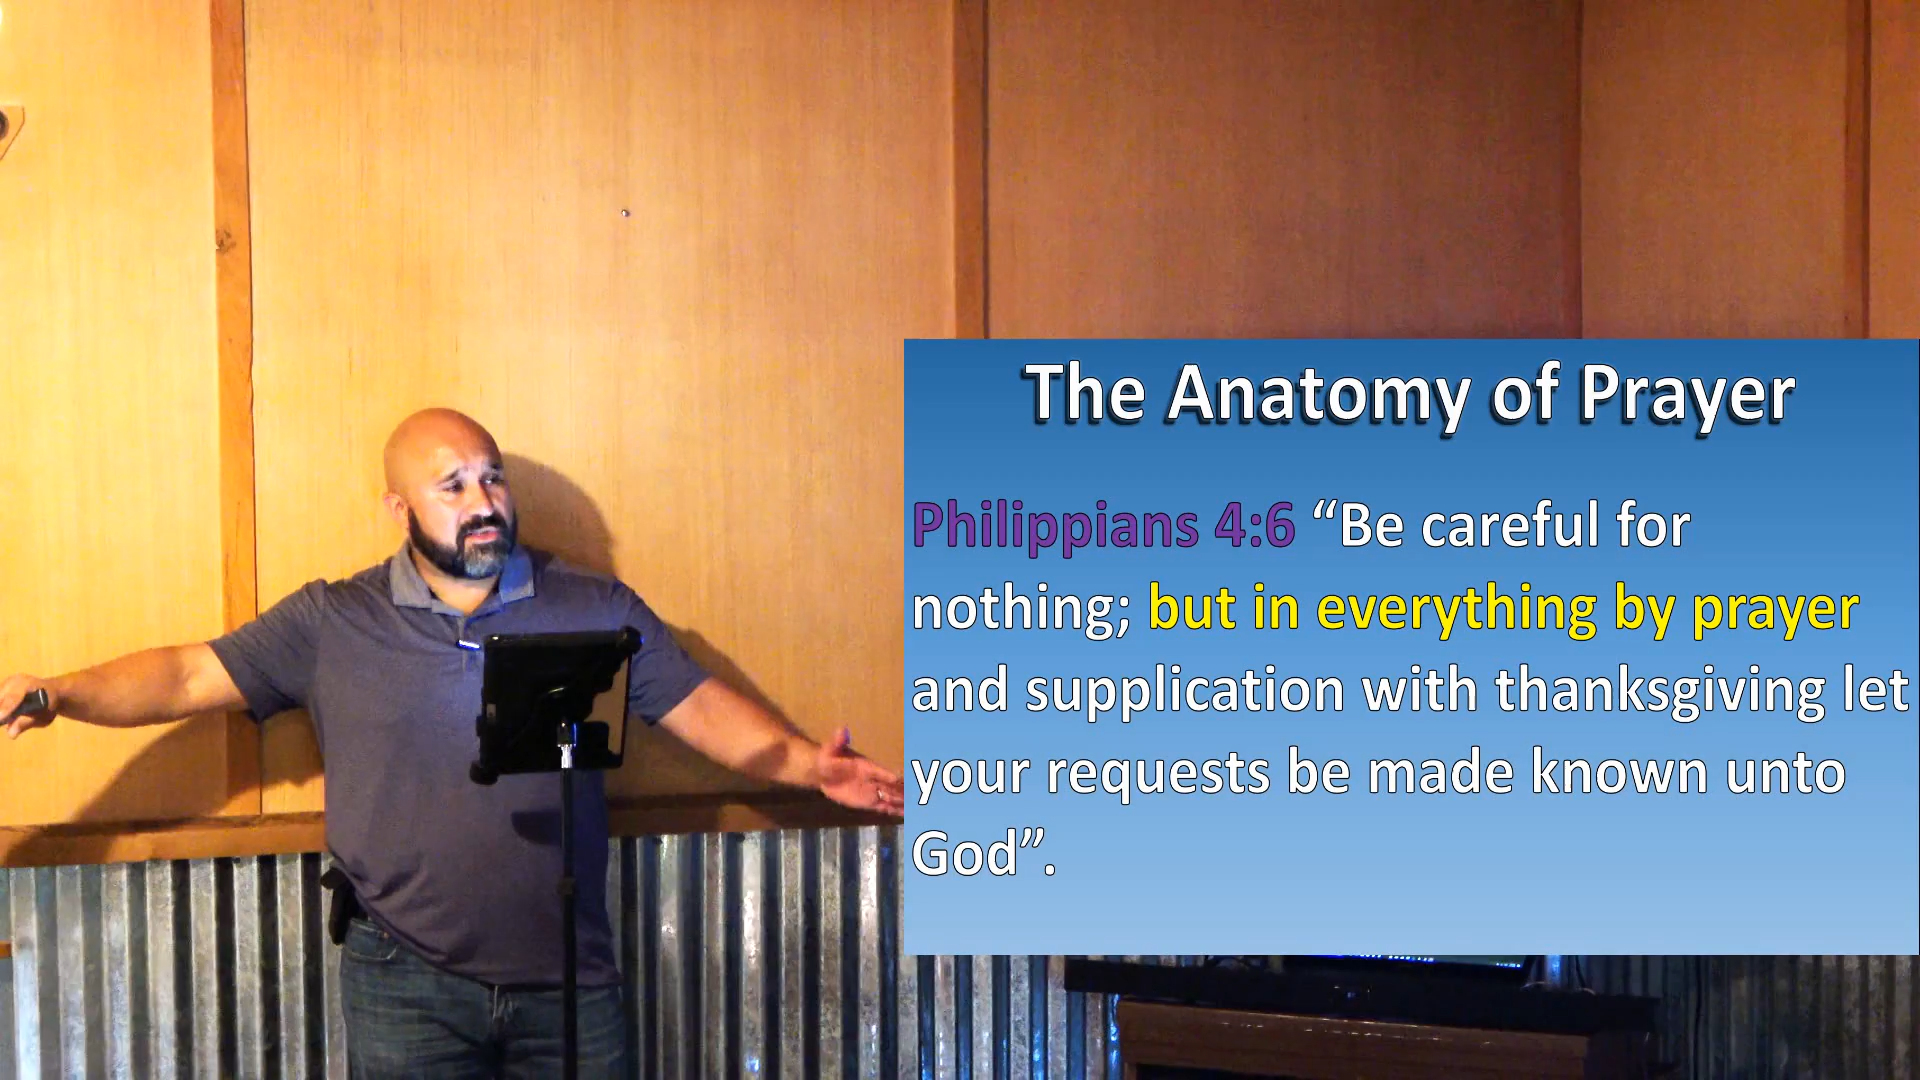 The Anatomy of Prayer
Philippians 4:6 “Be careful for
nothing; but in everything by prayer
and supplication with thanksgiving let
your requests be made known unto
God”.